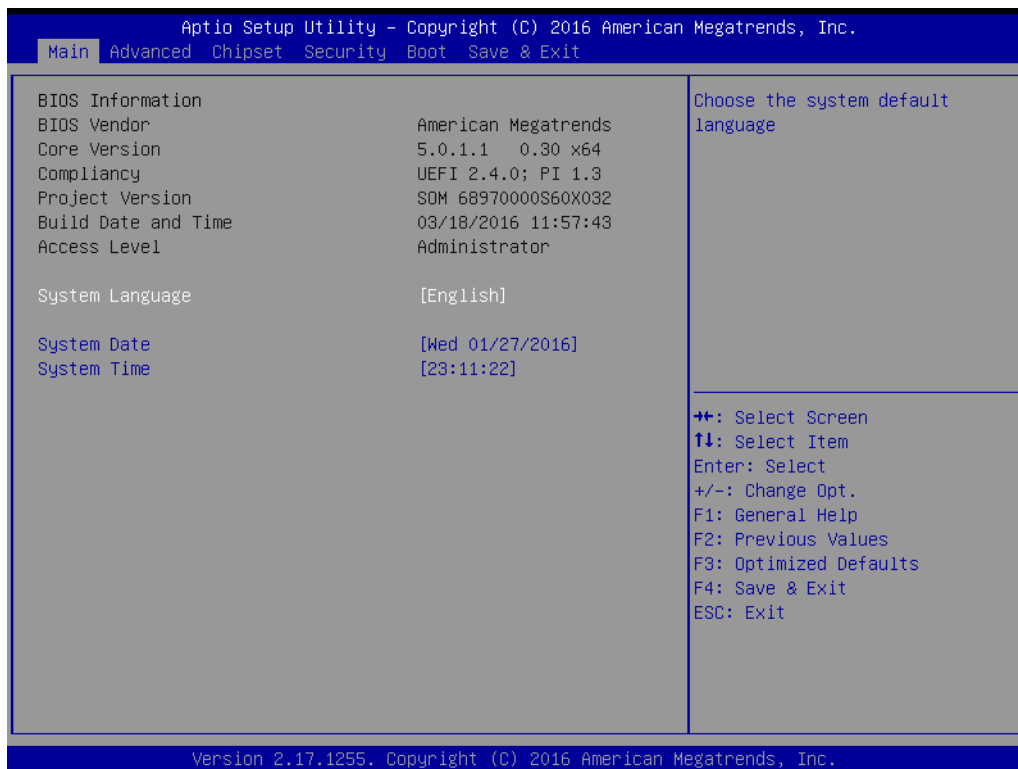 Aptio Setup Utility – Copyright (C) 2016 American Megatrends, Inc.
Main Advanced Chipset Security Boot Save & Exit
BIOS Information
BIOS Vendor American Megatrends
Core Version 5.0.1.1 0.30 x64
Compliancy UEFI 2.4.0; PI 1.3
Project Version SOM 68970000S60X032
Build Date and Time 03/18/2016 11:57:43
Access Level Administrator
System Language [English]
System Date [Wed 01/27/2016]
System Time [23:11:22]
Choose the system default
language
→←: Select Screen
↑↓: Select Item
Enter: Select
+/-: Change Opt.
F1: General Help
F2: Previous Values
F3: Optimized Defaults
F4: Save & Exit
ESC: Exit
Version 2.17.1255. Copyright (C) 2016 American Megatrends, Inc.